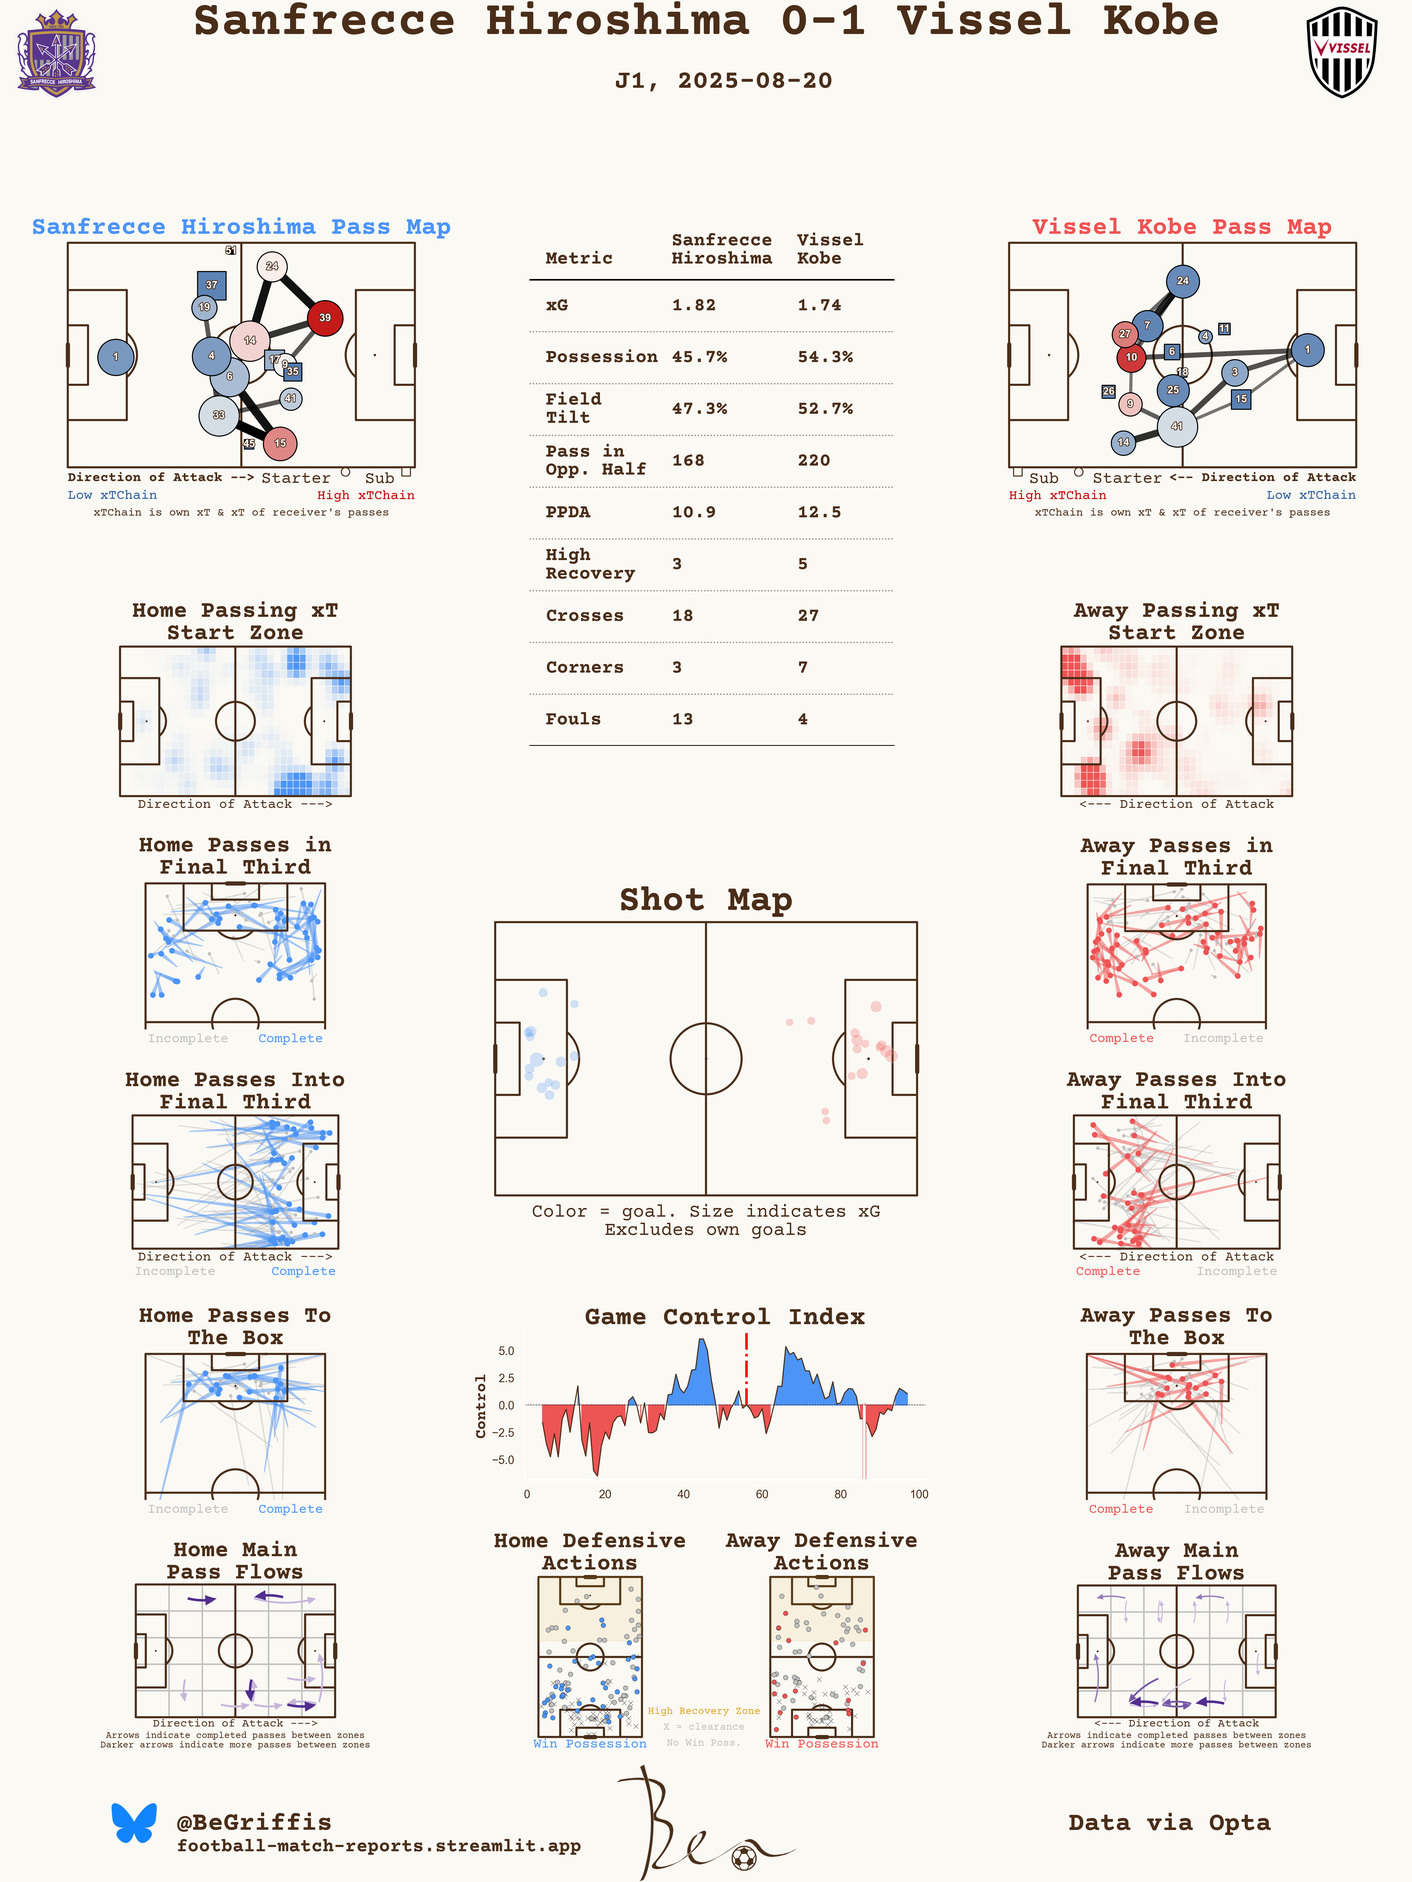 Sanfrecce Hiroshima 0-1 Vissel Kobe
J1, 2025-08-20
SANFRECCE HIROSHIMA
VISSEL
Sanfrecce Hiroshima Pass Map
51
24
37
19
39
14
1
4
17
9
35
6
41
33
45
15
Direction of Attack --> Starter Sub
Low xTChain High xTChain
xTChain is own xT & xT of receiver's passes
Metric Sanfrecce Hiroshima Vissel Kobe
xG 1.82 1.74
Possession 45.7% 54.3%
Field Tilt 47.3% 52.7%
Pass in Opp. Half 168 220
PPDA 10.9 12.5
High Recovery 3 5
Crosses 18 27
Corners 3 7
Fouls 13 4
Vissel Kobe Pass Map
24
7
27
4
11
10
6
1
18
3
26
25
15
9
41
14
Sub Starter <-- Direction of Attack
High xTChain Low xTChain
xTChain is own xT & xT of receiver's passes
Home Passing xT
Start Zone
Direction of Attack --->
Away Passing xT
Start Zone
<--- Direction of Attack
Home Passes in
Final Third
Incomplete Complete
Away Passes in
Final Third
Complete Incomplete
Shot Map
Color = goal. Size indicates xG
Excludes own goals
Home Passes Into
Final Third
Direction of Attack --->
Incomplete Complete
Away Passes Into
Final Third
<--- Direction of Attack
Complete Incomplete
Home Passes To
The Box
Incomplete Complete
Game Control Index
Control
5.0
2.5
0.0
−2.5
−5.0
0 20 40 60 80 100
Away Passes To
The Box
Complete Incomplete
Home Main
Pass Flows
Direction of Attack --->
Arrows indicate completed passes between zones
Darker arrows indicate more passes between zones
Home Defensive
Actions
Win Possession
Away Defensive
Actions
Win Possession
High Recovery Zone
X = clearance
No Win Poss.
Away Main
Pass Flows
<--- Direction of Attack
Arrows indicate completed passes between zones
Darker arrows indicate more passes between zones
@BeGriffis
football-match-reports.streamlit.app
Ben
Data via Opta